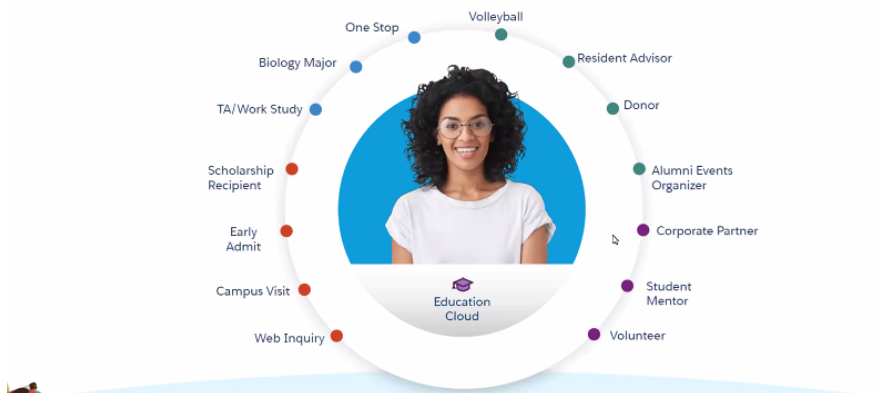 Volleyball
One Stop
Resident Advisor
Biology Major
Donor
TA/Work Study
Scholarship
Recipient
Alumni Events
Organizer
Early
Admit
Corporate Partner
Campus Visit
Student
Mentor
Education
Cloud
Web Inquiry
Volunteer